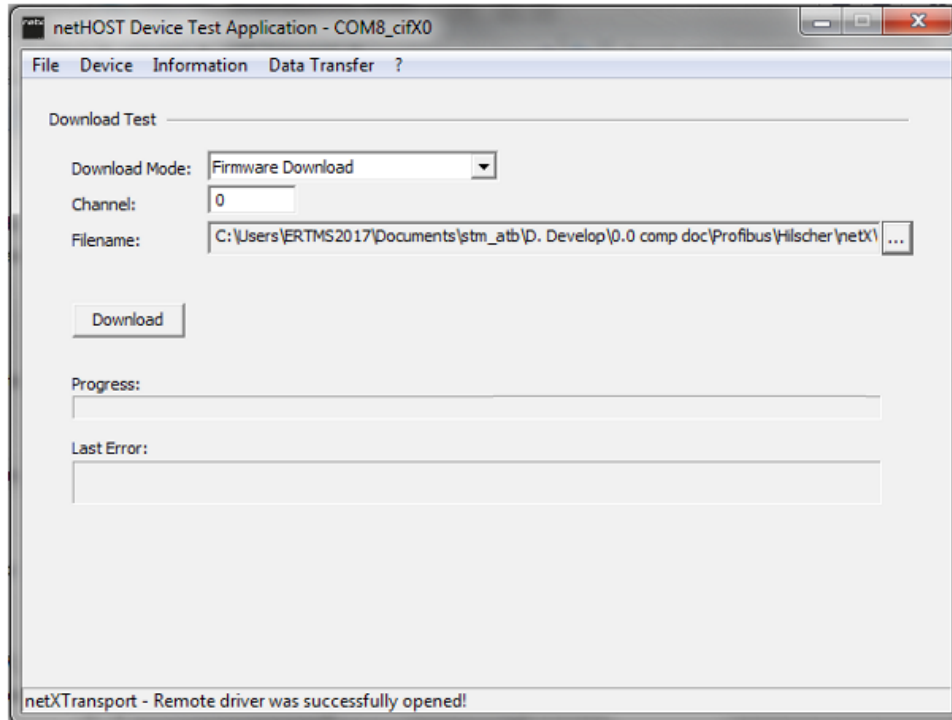 netx netHOST Device Test Application - COM8_cifX0
File Device Information Data Transfer ?
Download Test
Download Mode: Firmware Download
Channel: 0
Filename: C:\Users\ERTMS2017\Documents\stm_atb\D. Develop\0.0 comp doc\Profibus\Hilscher\netX\ ...
Download
Progress:
Last Error:
netXTransport - Remote driver was successfully opened!